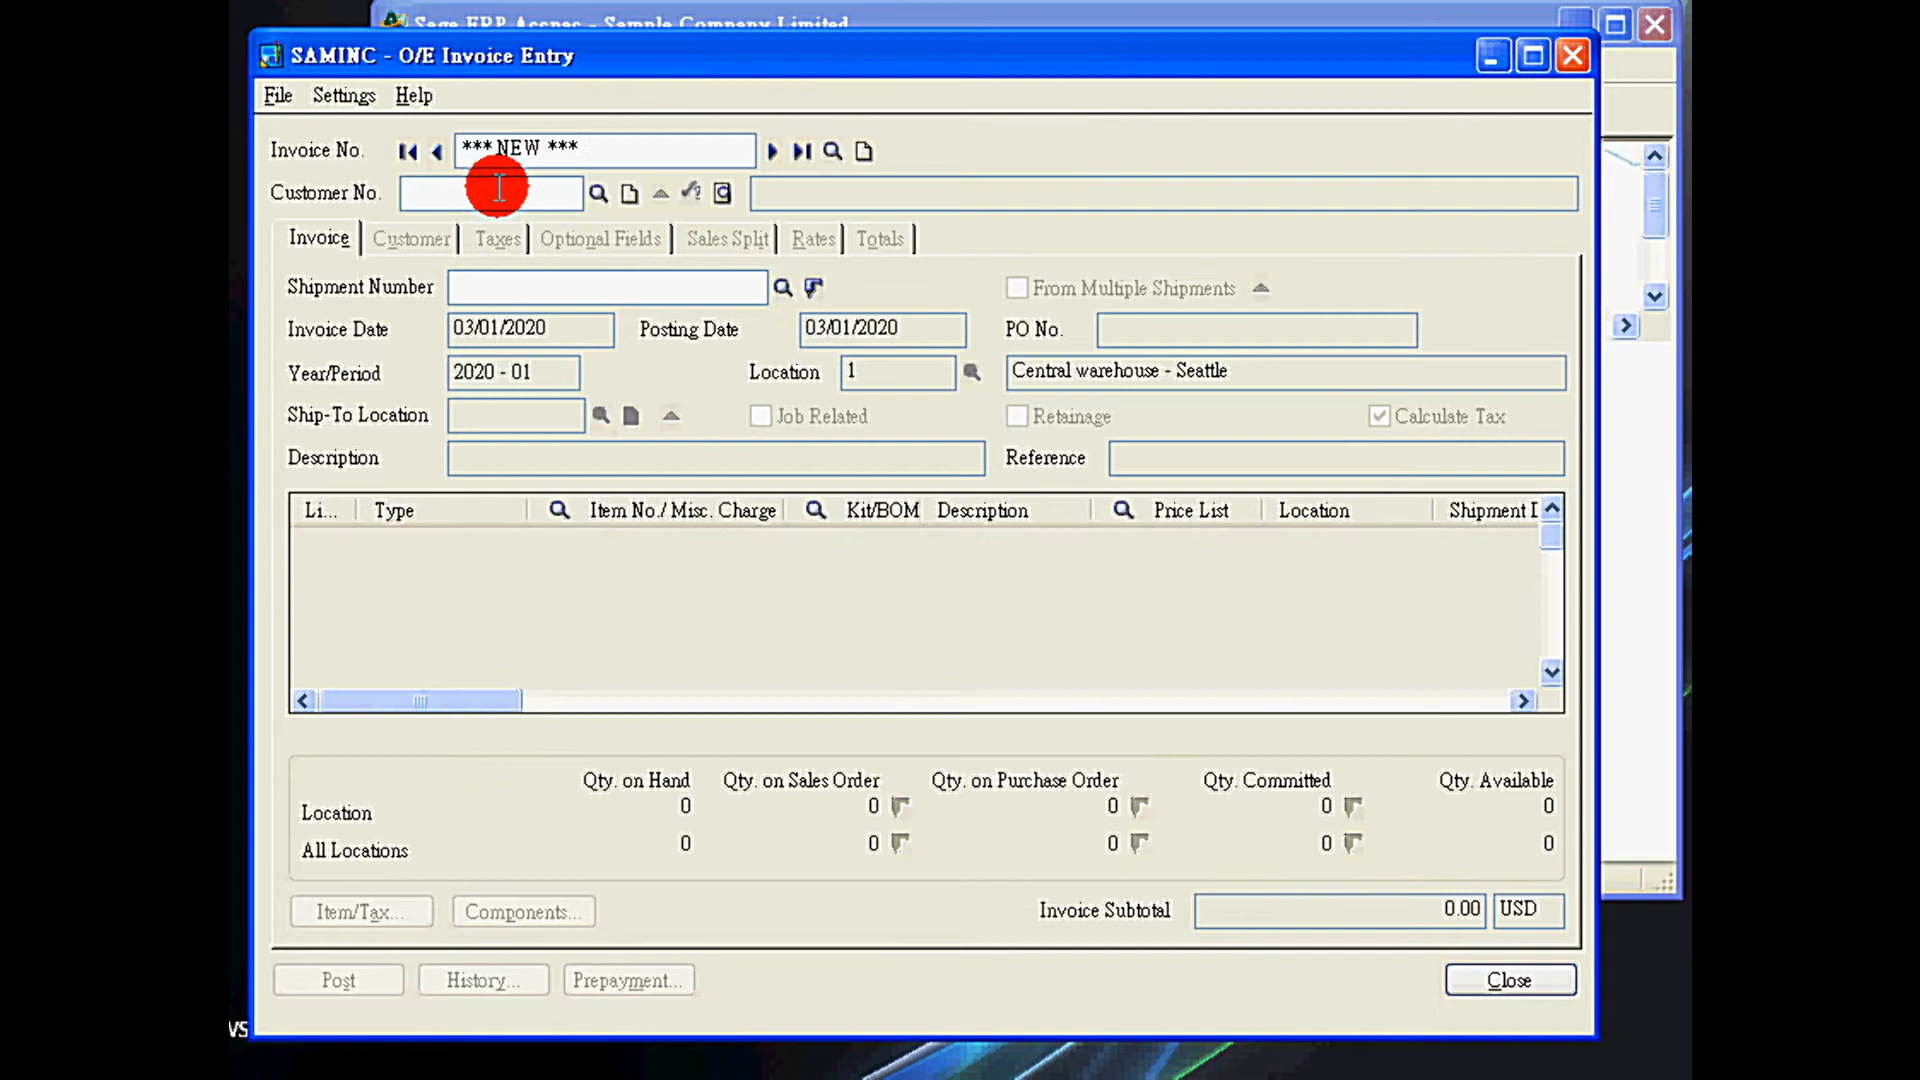 Sage ERP Accpac - Sample Company Limited
SAMINC - O/E Invoice Entry
File Settings Help
Invoice No. *** NEW ***
Customer No.
Invoice Customer Taxes Optional Fields Sales Split Rates Totals
Shipment Number From Multiple Shipments
Invoice Date 03/01/2020 Posting Date 03/01/2020 PO No.
Year/Period 2020 - 01 Location 1 Central warehouse - Seattle
Ship-To Location Job Related Retainage Calculate Tax
Description Reference
Li... Type Item No./ Misc. Charge Kit/BOM Description Price List Location Shipment D
Qty. on Hand Qty. on Sales Order Qty. on Purchase Order Qty. Committed Qty. Available
Location 0 0 0 0 0
All Locations 0 0 0 0 0
Item/Tax... Components... Invoice Subtotal 0.00 USD
Post History... Prepayment... Close
VS